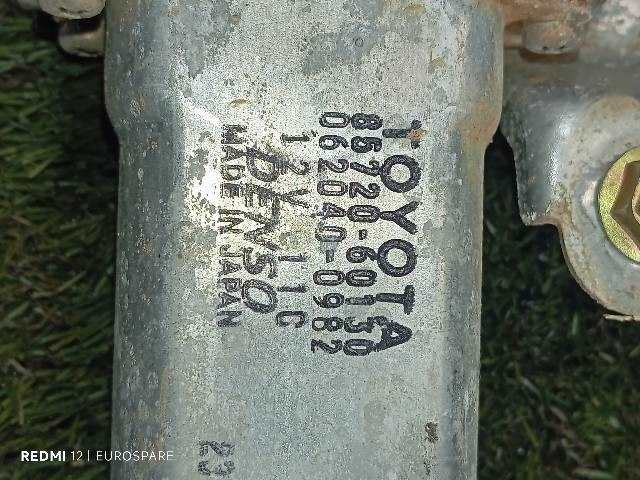 TOYOTA
85720-60130
062040-0982
12V 11C
DENSO
MADE IN JAPAN
REDMI 12 | EUROSPARE